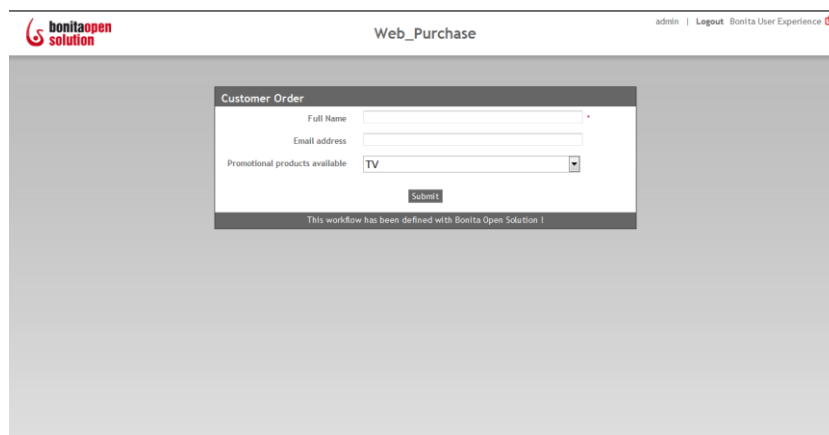 bonitaopen
solution
Web_Purchase
admin | Logout Bonita User Experience
Customer Order
Full Name *
Email address
Promotional products available TV
Submit
This workflow has been defined with Bonita Open Solution !